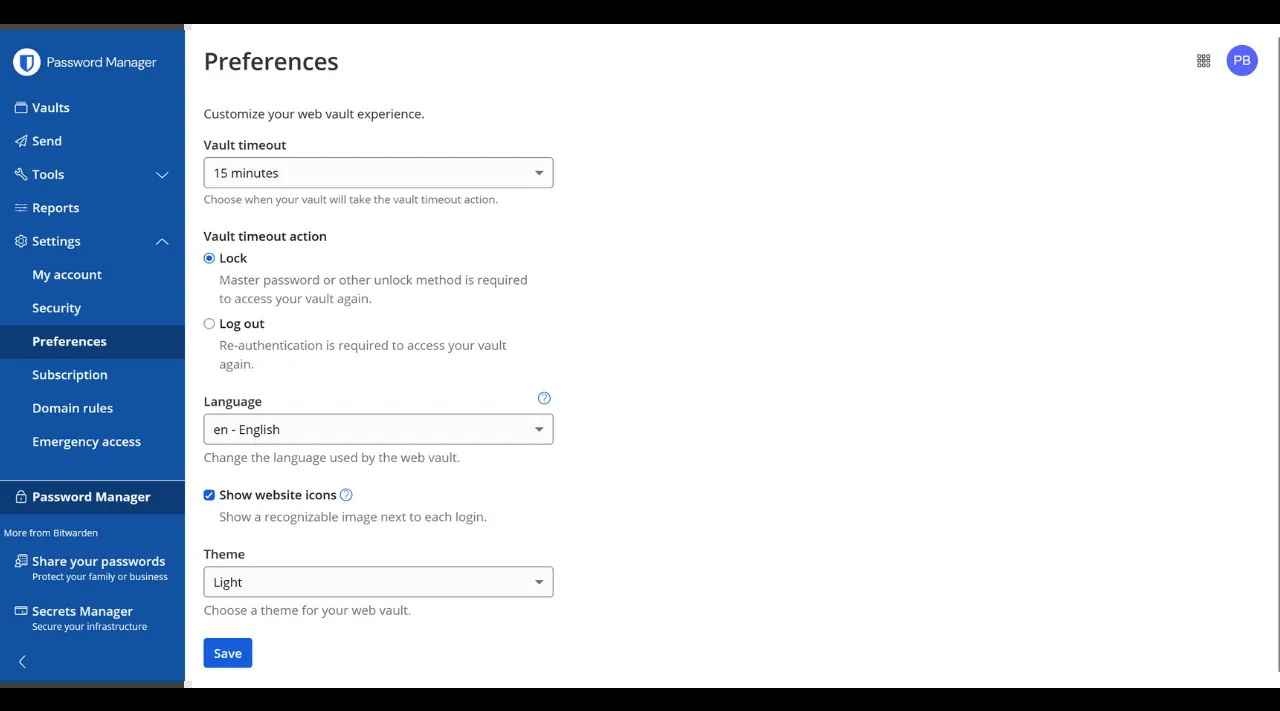 Password Manager
Vaults
Send
Tools
Reports
Settings
My account
Security
Preferences
Subscription
Domain rules
Emergency access
Password Manager
More from Bitwarden
Share your passwords
Protect your family or business
Secrets Manager
Secure your infrastructure
Preferences
PB
Customize your web vault experience.
Vault timeout
15 minutes
Choose when your vault will take the vault timeout action.
Vault timeout action
Lock
Master password or other unlock method is required
to access your vault again.
Log out
Re-authentication is required to access your vault
again.
Language
en - English
Change the language used by the web vault.
Show website icons
Show a recognizable image next to each login.
Theme
Light
Choose a theme for your web vault.
Save